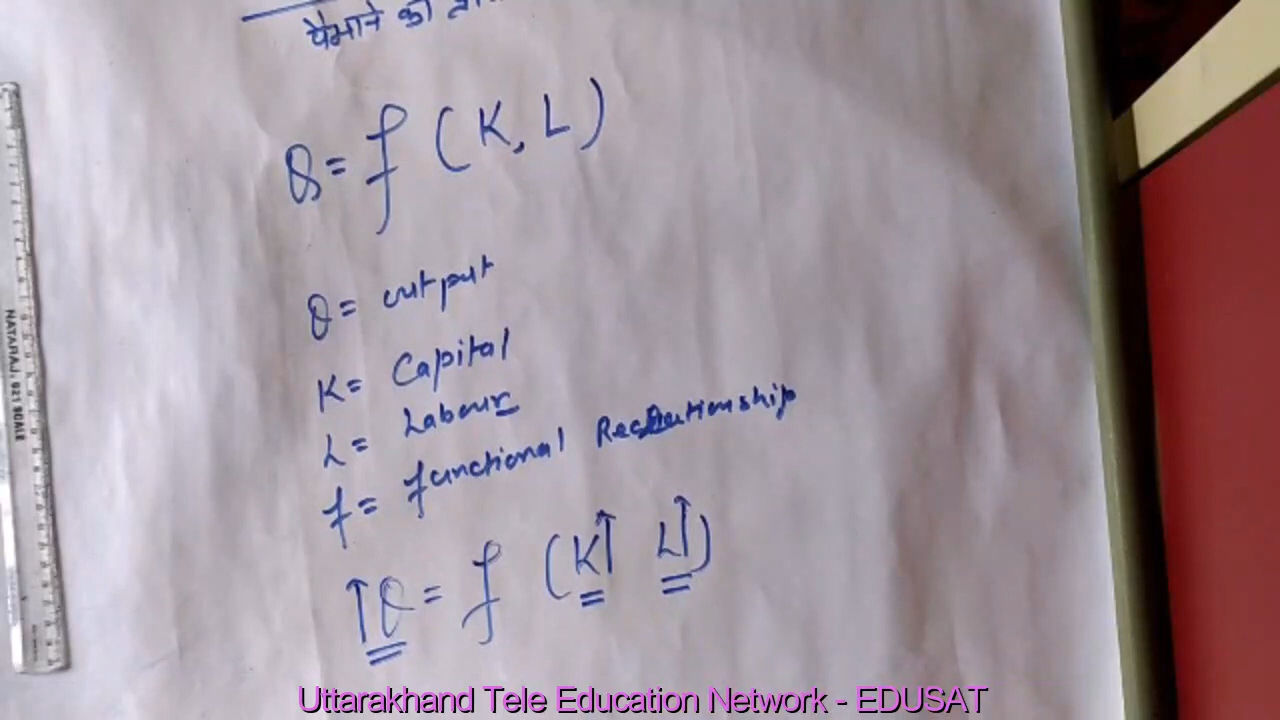 पैमाने के
Q = f (K, L)
Q = output
K = Capital
L = Labour
f = functional Relationship
↑Q = f (K↑ L↑)
NATARAJ, 621 SCALE
Uttarakhand Tele Education Network - EDUSAT